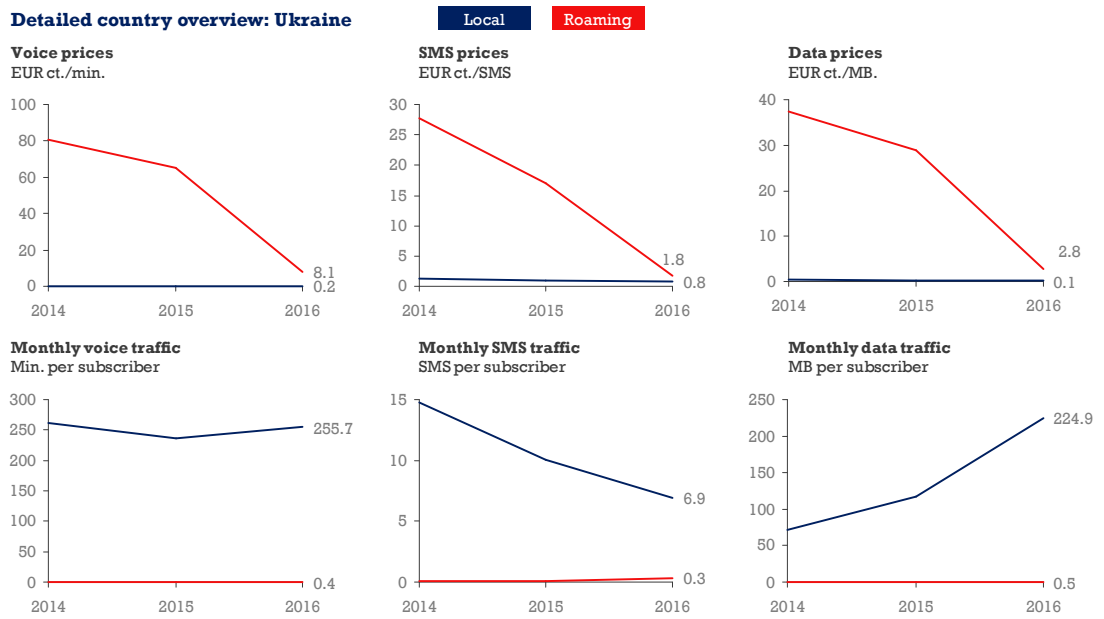 Detailed country overview: Ukraine
Local
Roaming
Voice prices
EUR ct./min.
100
80
60
40
20
0
8.1
0.2
2014 2015 2016
SMS prices
EUR ct./SMS
30
25
20
15
10
5
0
1.8
0.8
2014 2015 2016
Data prices
EUR ct./MB.
40
30
20
10
0
2.8
0.1
2014 2015 2016
Monthly voice traffic
Min. per subscriber
300
250
200
150
100
50
0
255.7
0.4
2014 2015 2016
Monthly SMS traffic
SMS per subscriber
15
10
5
0
6.9
0.3
2014 2015 2016
Monthly data traffic
MB per subscriber
250
200
150
100
50
0
224.9
0.5
2014 2015 2016